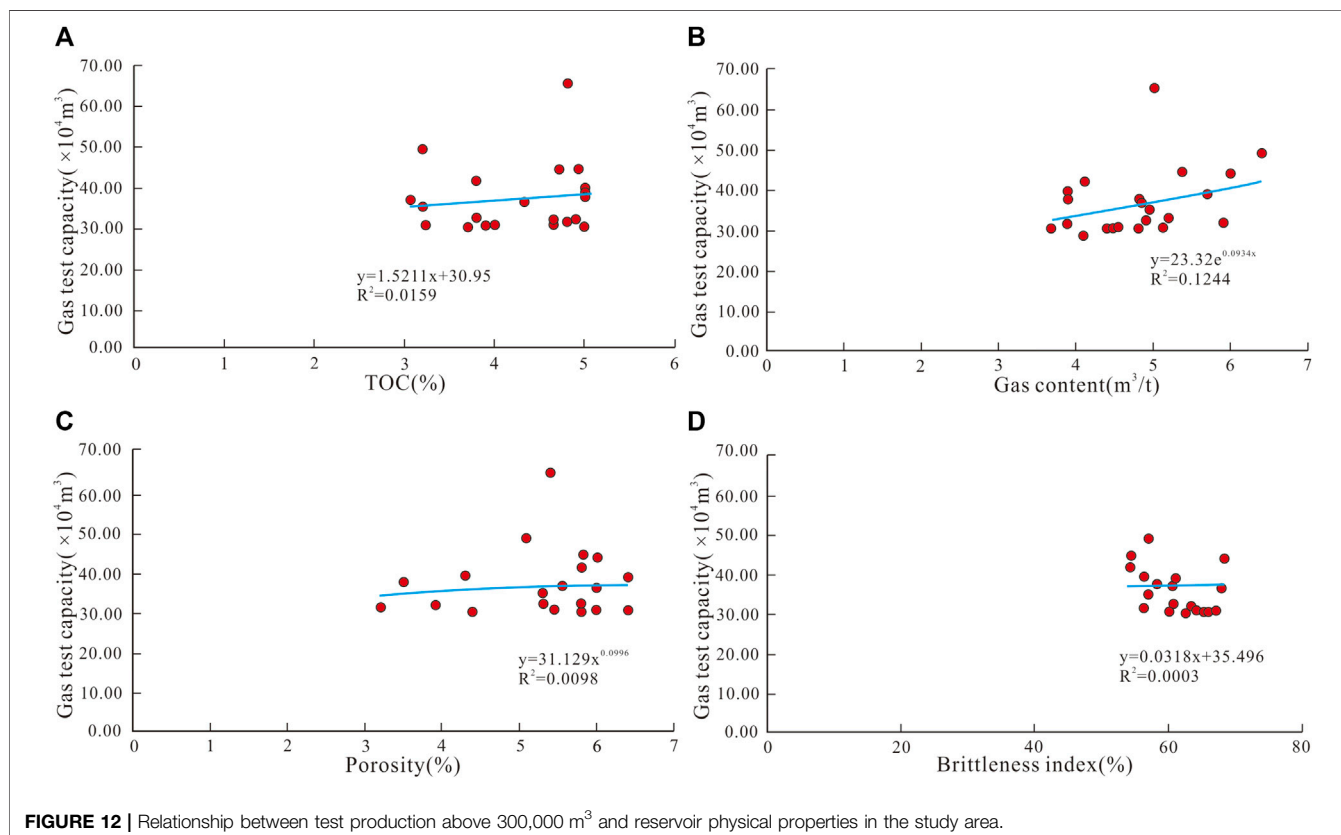 A
Gas test capacity( ×10⁴m³)
70.00
60.00
50.00
40.00
30.00
20.00
10.00
0.00
y=1.5211x+30.95
R²=0.0159
0 1 2 3 4 5 6
TOC(%)
B
Gas test capacity( ×10⁴m³)
70.00
60.00
50.00
40.00
30.00
20.00
10.00
0.00
y=23.32e⁰·⁰⁹³⁴ˣ
R²=0.1244
0 1 2 3 4 5 6 7
Gas content(m³/t)
C
Gas test capacity( ×10⁴m³)
70.00
60.00
50.00
40.00
30.00
20.00
10.00
0.00
y=31.129x⁰·⁰⁹⁹⁶
R²=0.0098
0 1 2 3 4 5 6 7
Porosity(%)
D
Gas test capacity( ×10⁴m³)
70.00
60.00
50.00
40.00
30.00
20.00
10.00
0.00
y=0.0318x+35.496
R²=0.0003
0 20 40 60 80
Brittleness index(%)
FIGURE 12 | Relationship between test production above 300,000 m³ and reservoir physical properties in the study area.